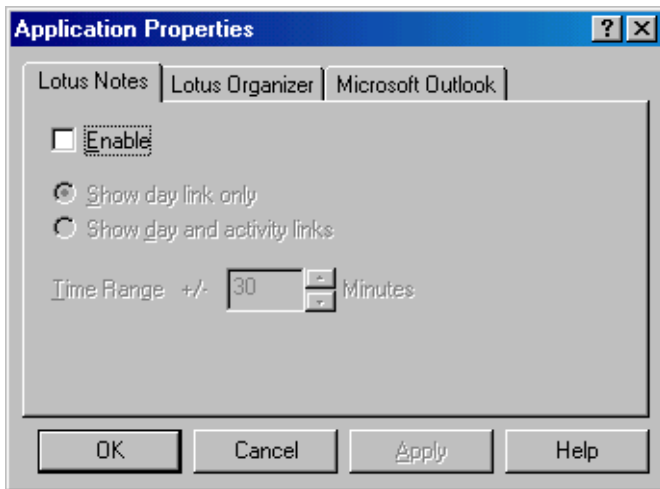 Application Properties
Lotus Notes Lotus Organizer Microsoft Outlook
Enable
Show day link only
Show day and activity links
Time Range +/- 30 Minutes
OK Cancel Apply Help